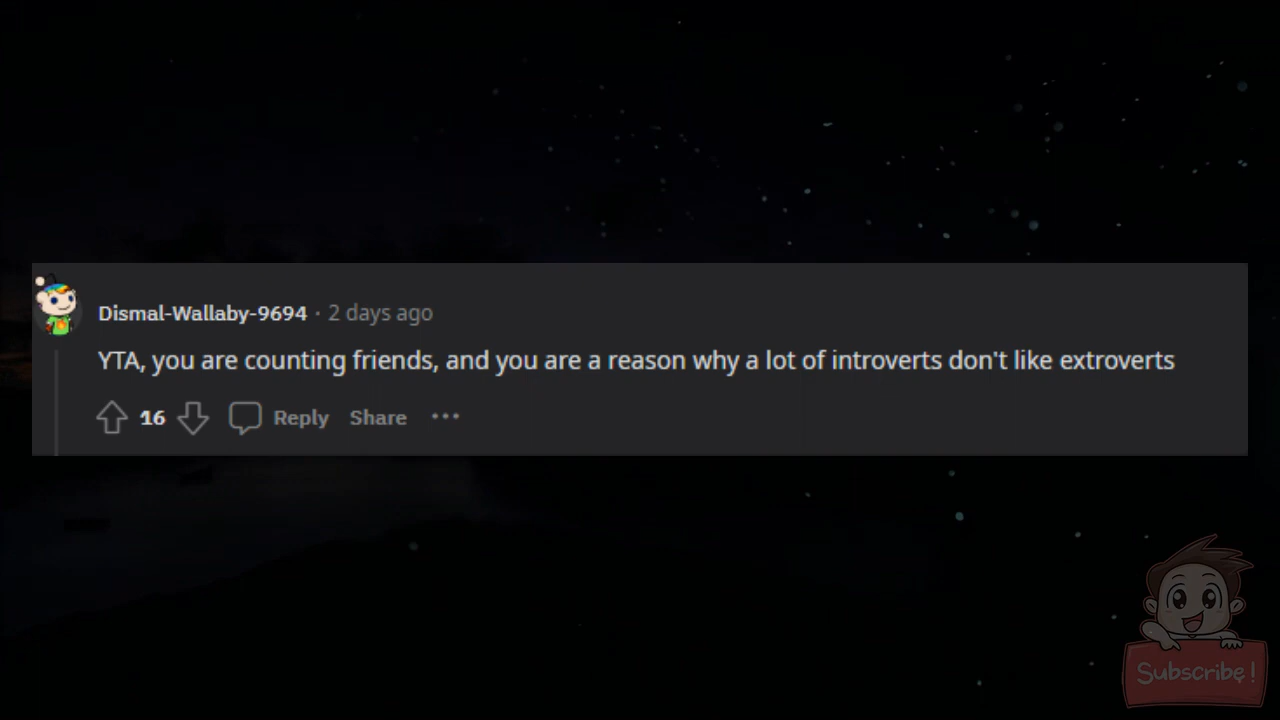 Dismal-Wallaby-9694 · 2 days ago
YTA, you are counting friends, and you are a reason why a lot of introverts don't like extroverts
16 Reply Share •••
Subscribe!